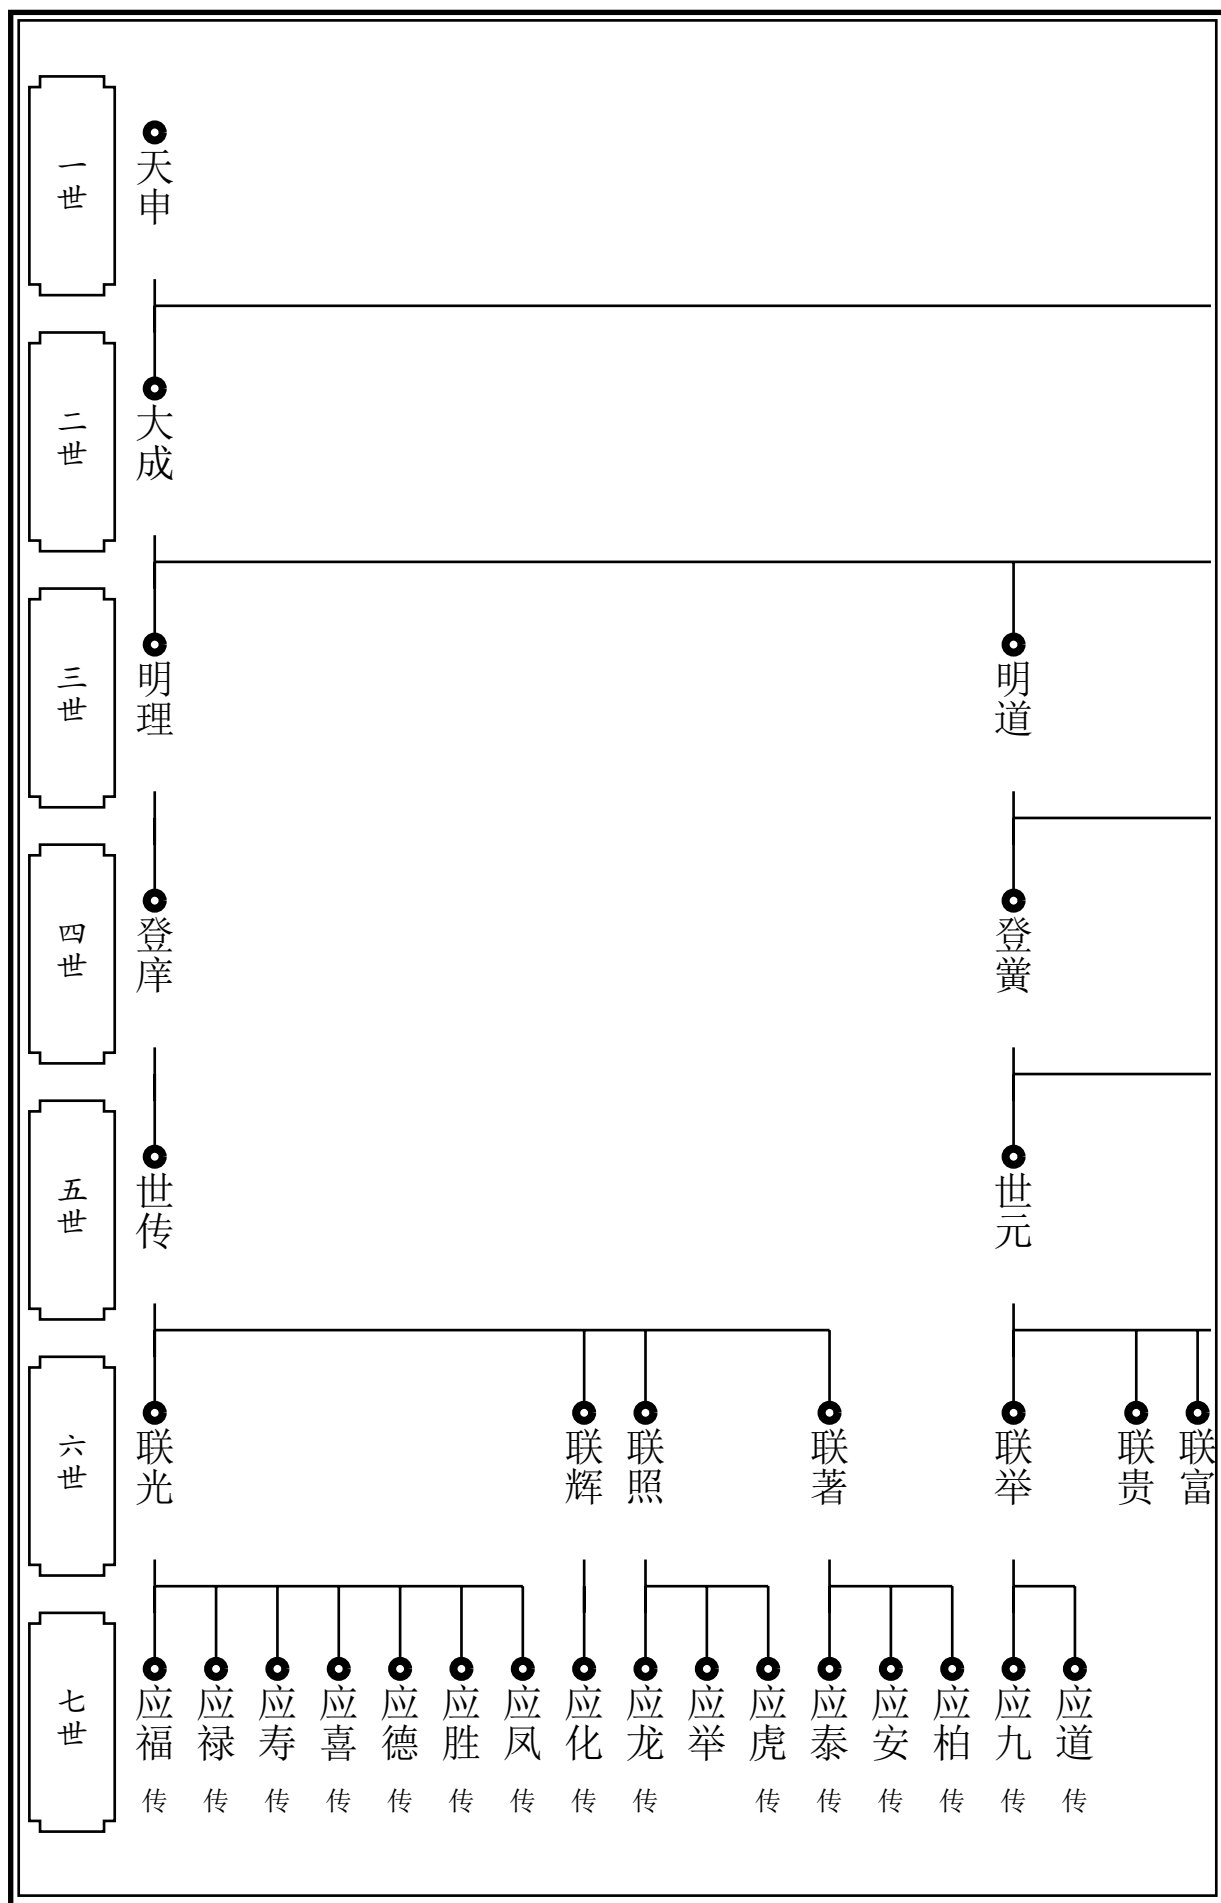 一世
天申
二世
大成
三世
明理
明道
四世
登庠
登黉
五世
世传
世元
六世
联光
联辉
联照
联著
联举
联贵
联富
七世
应福
传
应禄
传
应寿
传
应喜
传
应德
传
应胜
传
应凤
传
应化
传
应龙
传
应举
应虎
传
应泰
传
应安
传
应柏
传
应九
传
应道
传